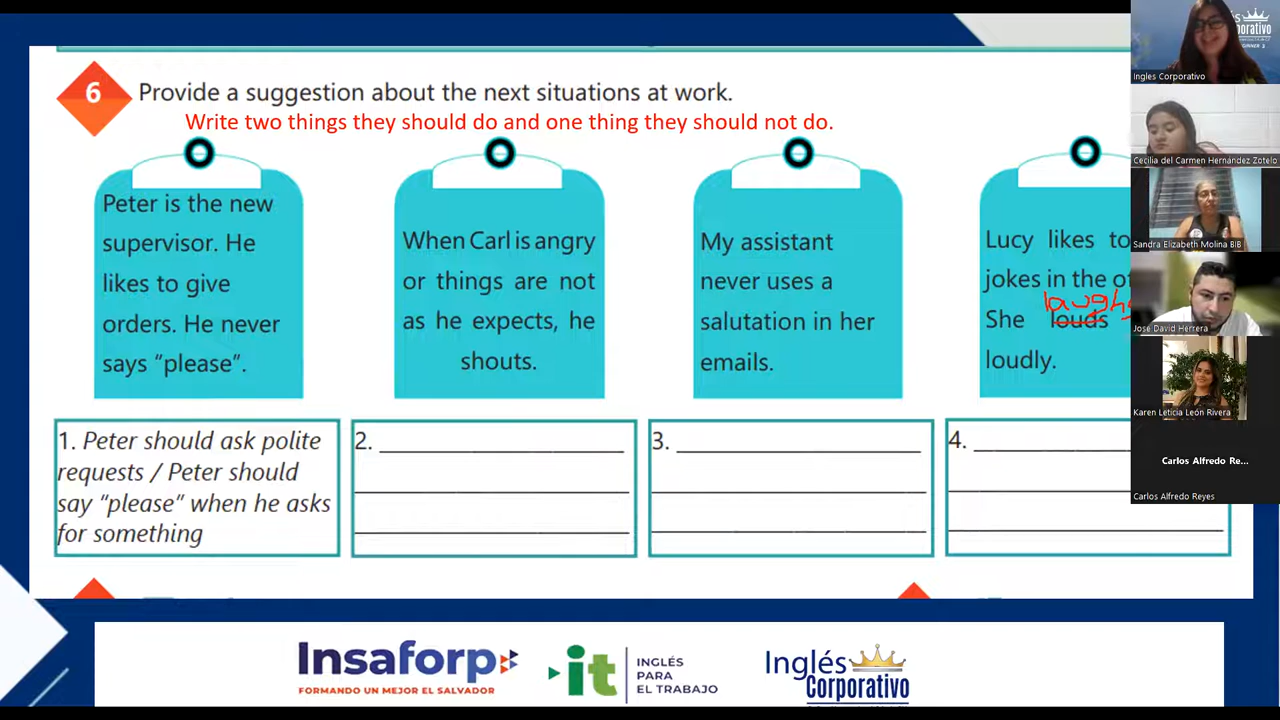 6 Provide a suggestion about the next situations at work.
Write two things they should do and one thing they should not do.
Peter is the new
supervisor. He
likes to give
orders. He never
says “please”.
When Carl is angry
or things are not
as he expects, he
shouts.
My assistant
never uses a
salutation in her
emails.
Lucy likes to
jokes in the
laughs
She louds
loudly.
1. Peter should ask polite
requests / Peter should
say “please” when he asks
for something
2.
3.
4.
Insaforp
FORMANDO UN MEJOR EL SALVADOR
it
INGLÉS
PARA
EL TRABAJO
Inglés
Corporativo
Inglés
Ingles Corporativo
Cecilia del Carmen Hernández Zotelo
Sandra Elizabeth Molina BIB
José David Herrera
Karen Leticia León Rivera
Carlos Alfredo Re...
Carlos Alfredo Reyes